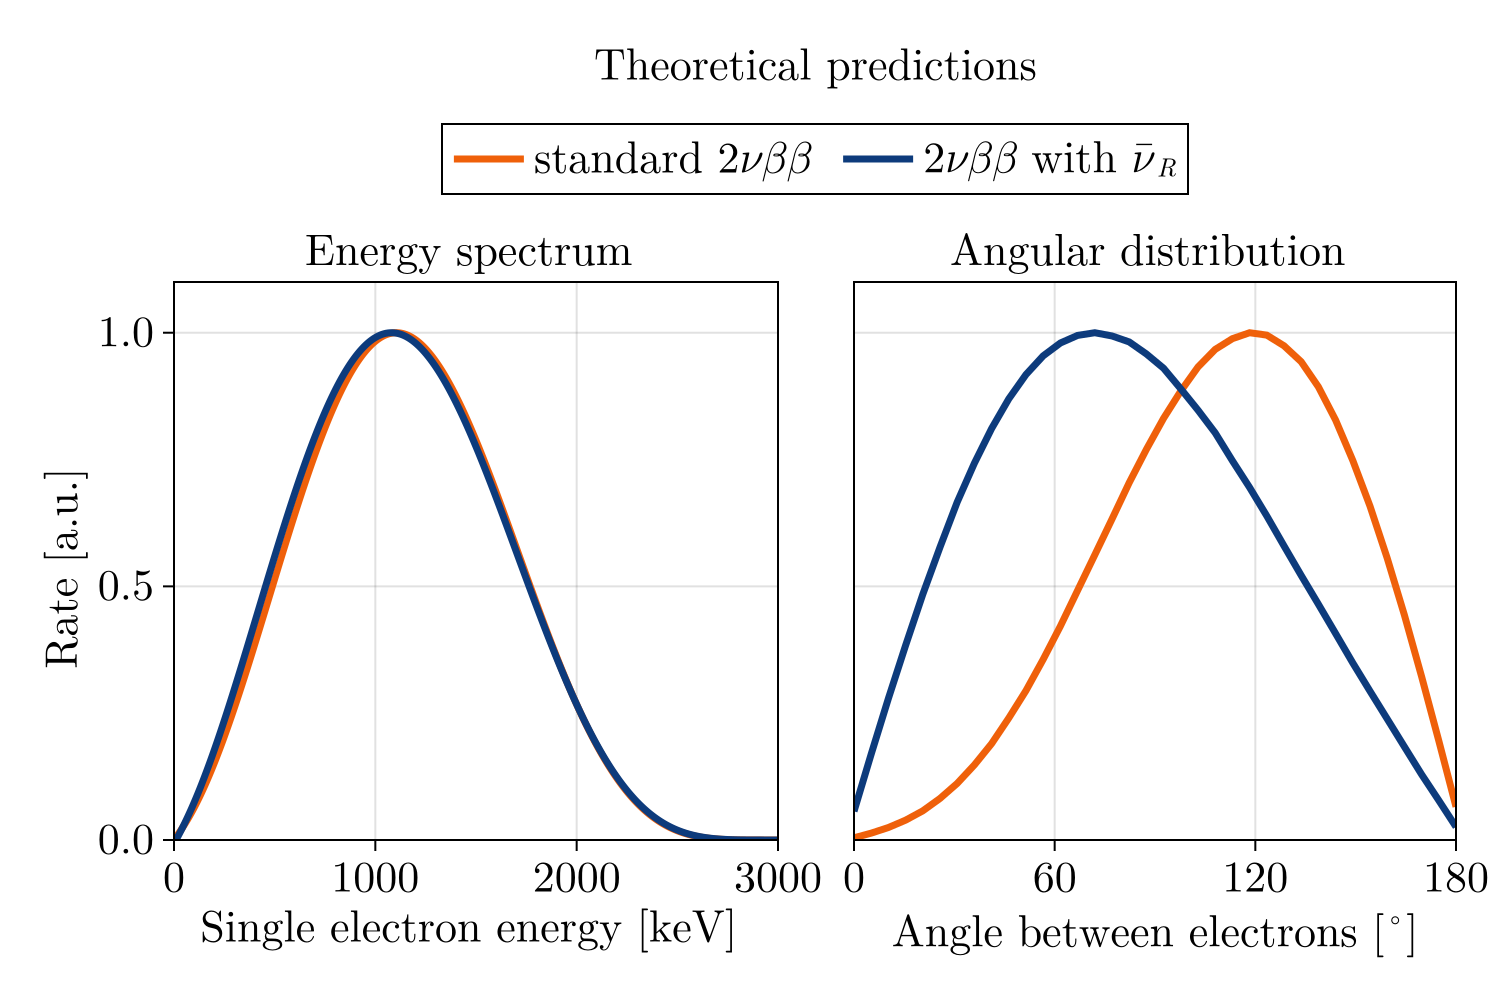 Theoretical predictions
standard 2νββ 2νββ with ν̄_R
Energy spectrum
Angular distribution
Rate [a.u.]
1.0
0.5
0.0
0 1000 2000 3000
0 60 120 180
Single electron energy [keV]
Angle between electrons [°]